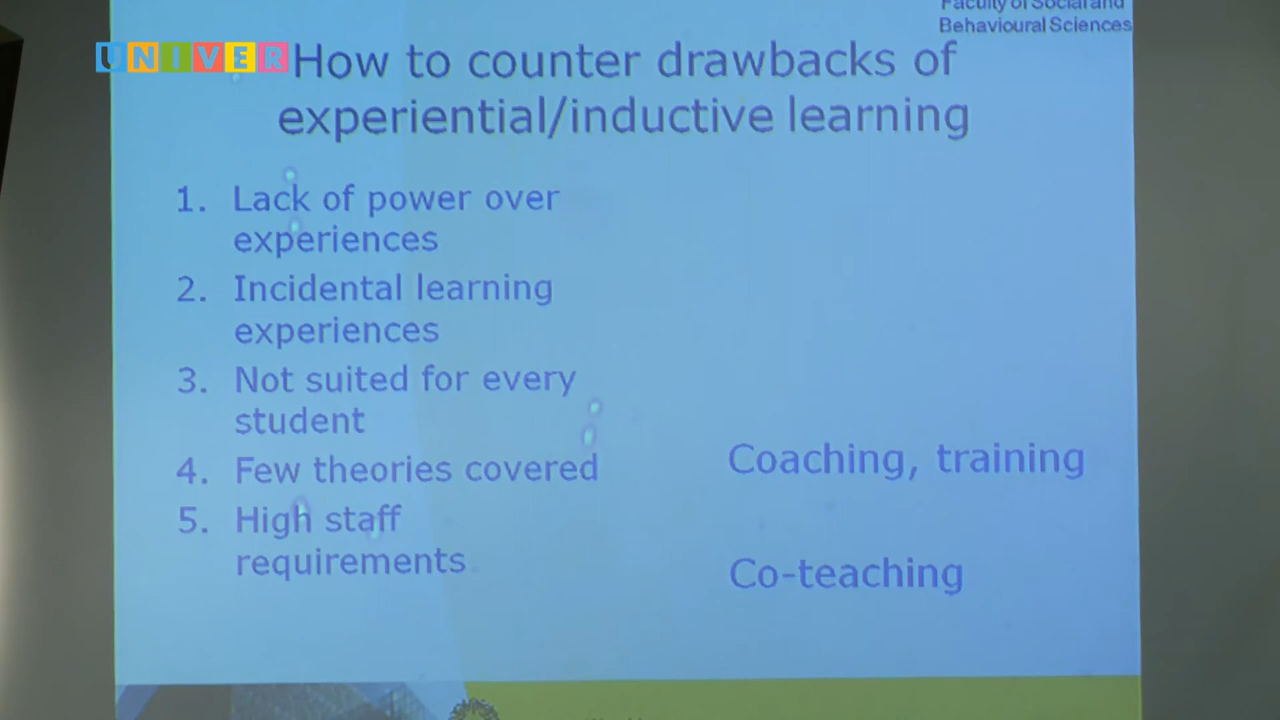 Faculty of Social and
Behavioural Sciences
UNIVER
How to counter drawbacks of
experiential/inductive learning
1. Lack of power over
experiences
2. Incidental learning
experiences
3. Not suited for every
student
4. Few theories covered
5. High staff
requirements
Coaching, training
Co-teaching